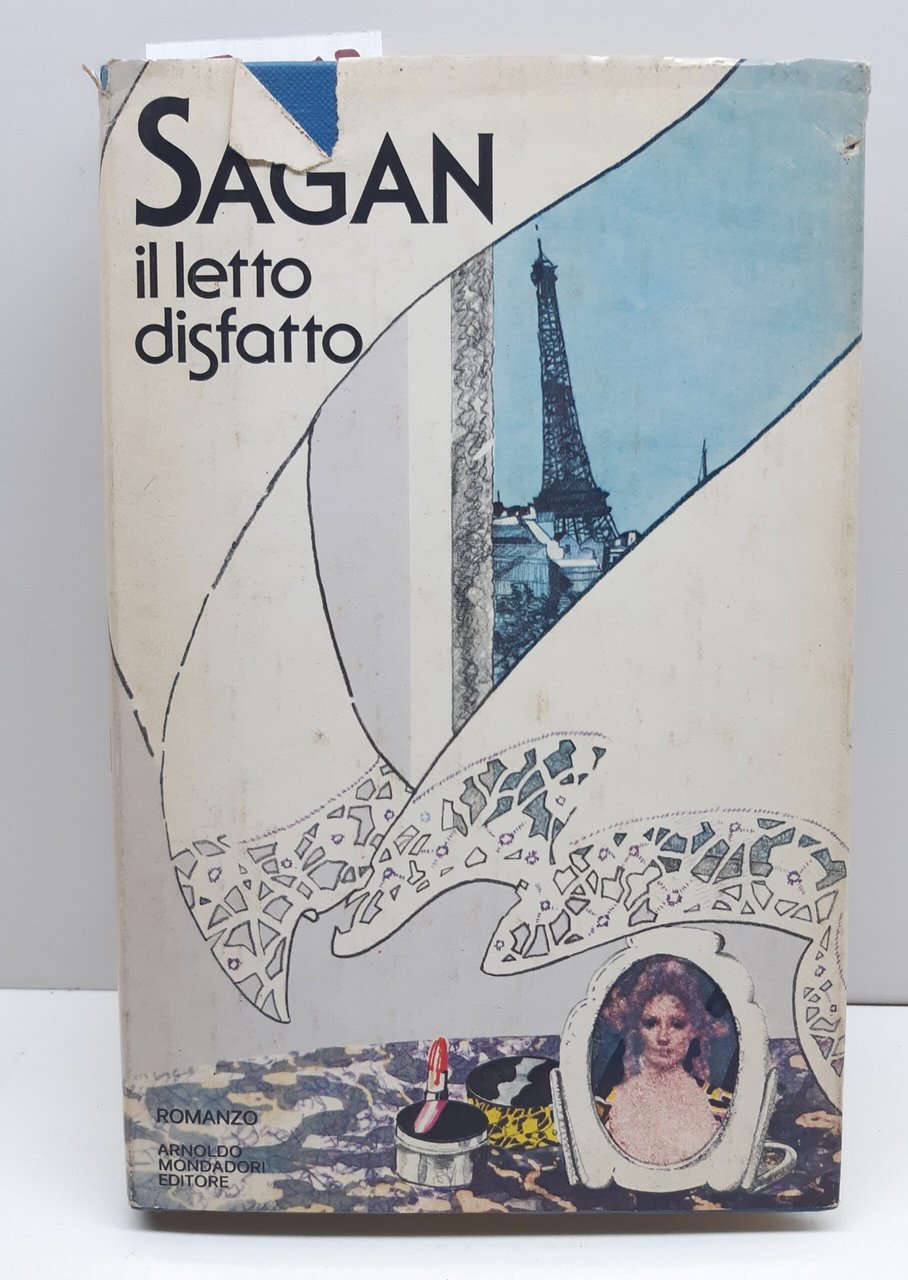 SAGAN
il letto
disfatto
ROMANZO
ARNOLDO
MONDADORI
EDITORE